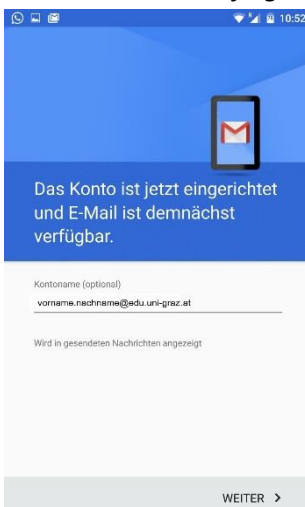 10:52
Das Konto ist jetzt eingerichtet
und E-Mail ist demnächst
verfügbar.
Kontoname (optional)
vorname.nachname@edu.uni-graz.at
Wird in gesendeten Nachrichten angezeigt
WEITER >